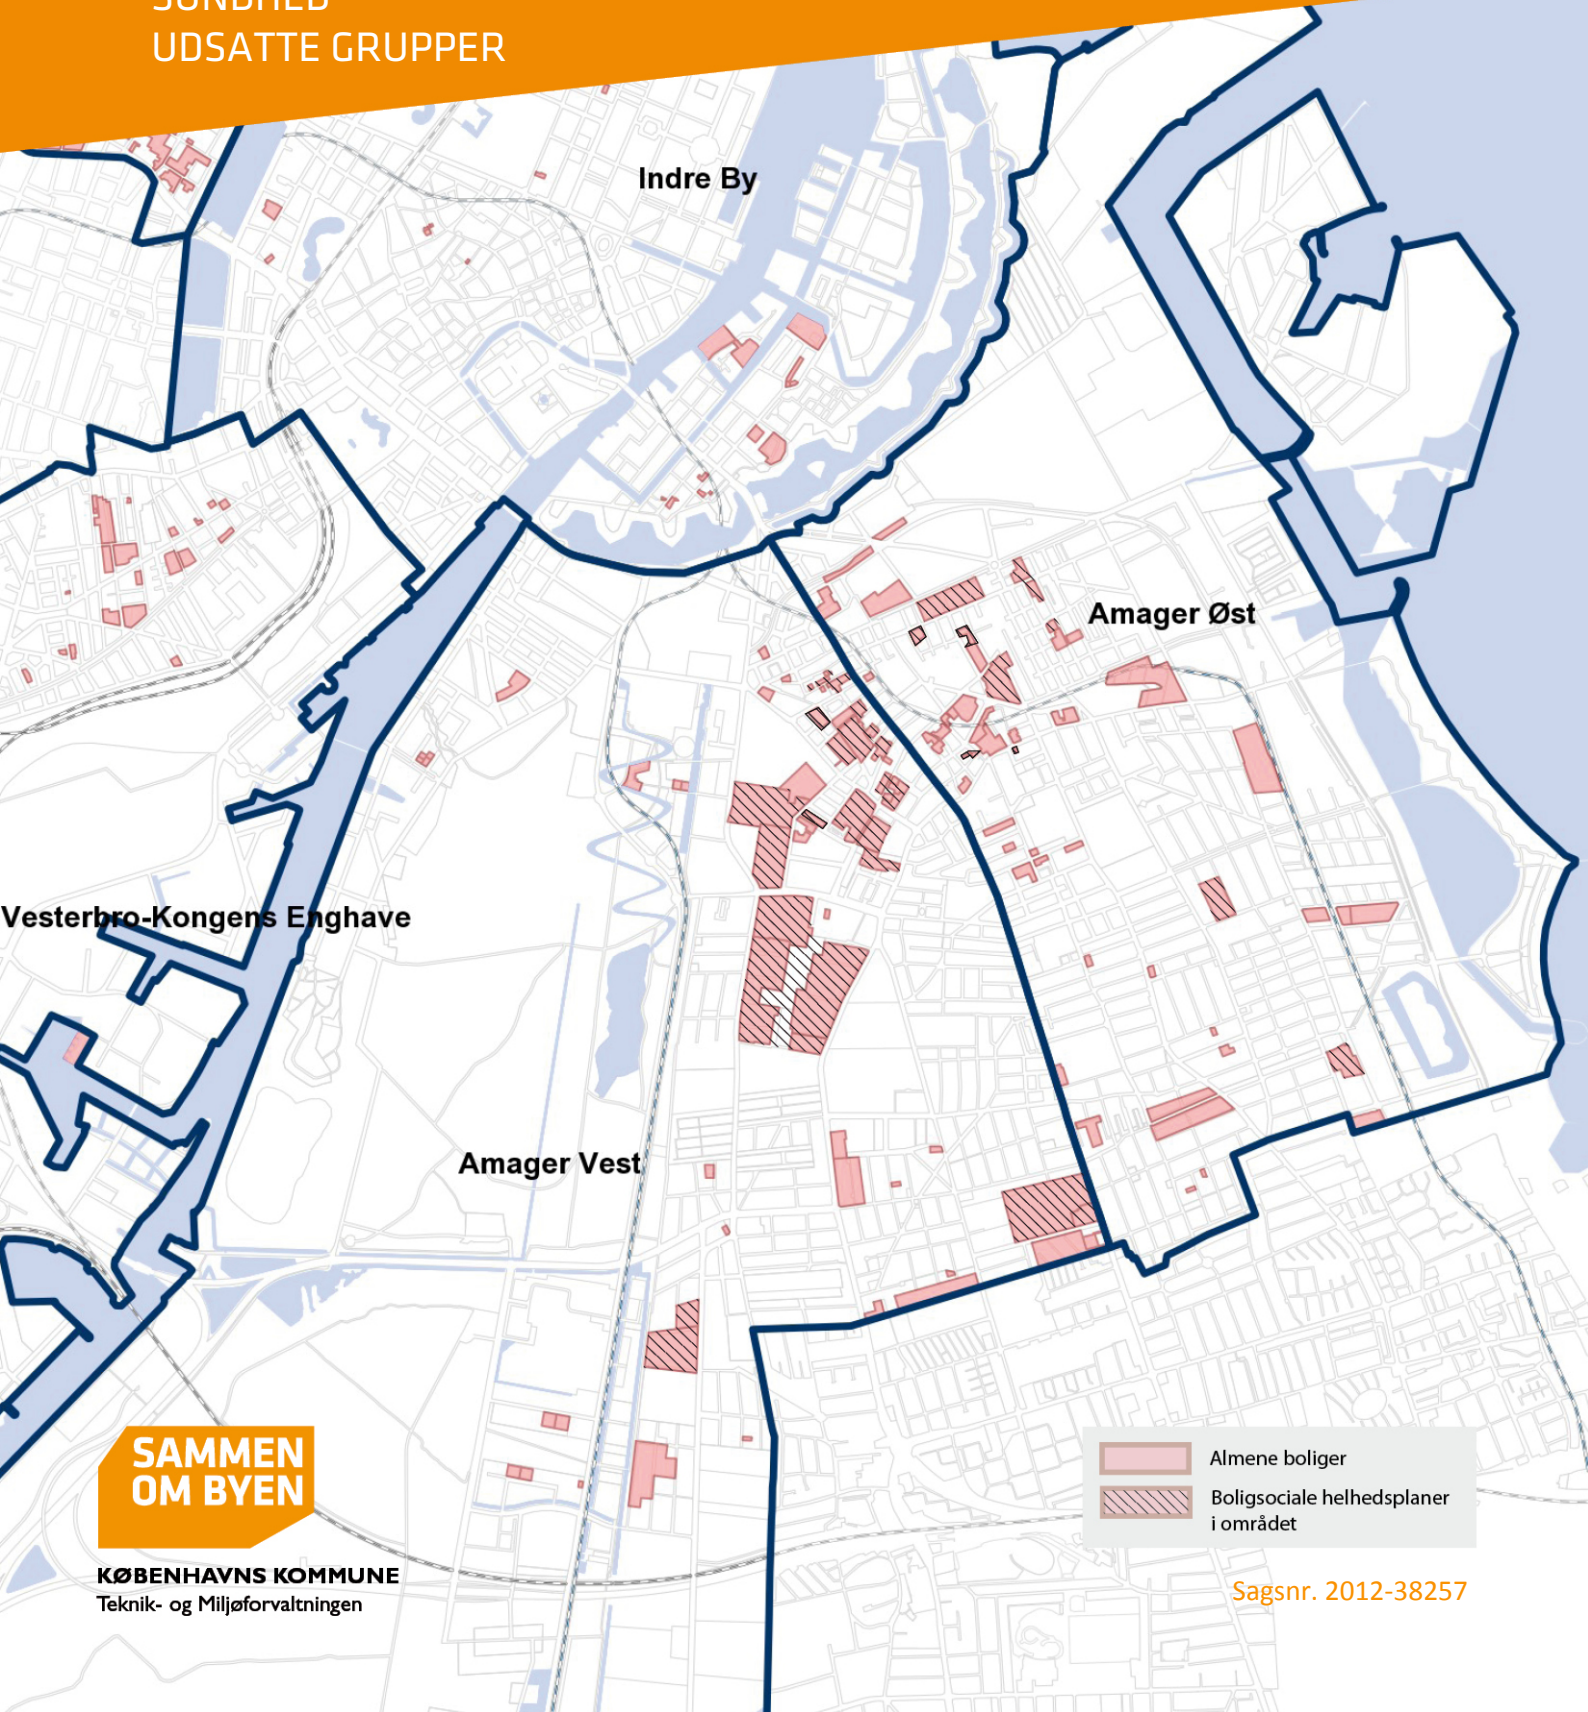 SUNDHED
UDSATTE GRUPPER
Indre By
Amager Øst
Vesterbro-Kongens Enghave
Amager Vest
SAMMEN
OM BYEN
KØBENHAVNS KOMMUNE
Teknik- og Miljøforvaltningen
Almene boliger
Boligsociale helhedsplaner
i området
Sagsnr. 2012-38257